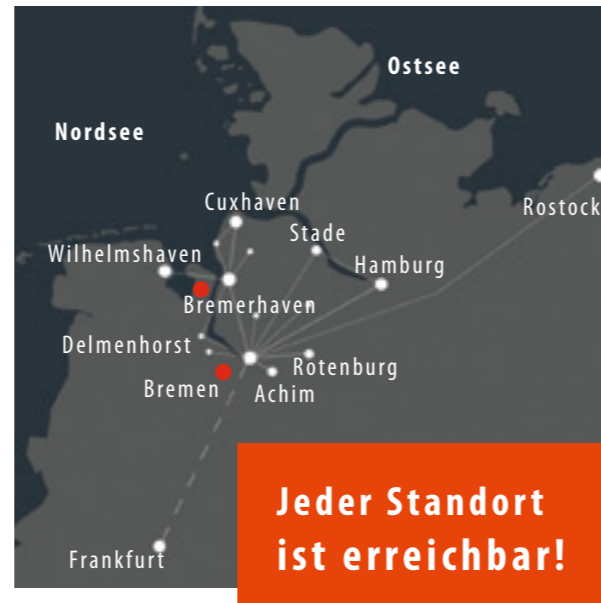 Ostsee
Nordsee
Cuxhaven
Rostock
Stade
Wilhelmshaven
Hamburg
Bremerhaven
Delmenhorst
Rotenburg
Bremen
Achim
Jeder Standort
ist erreichbar!
Frankfurt